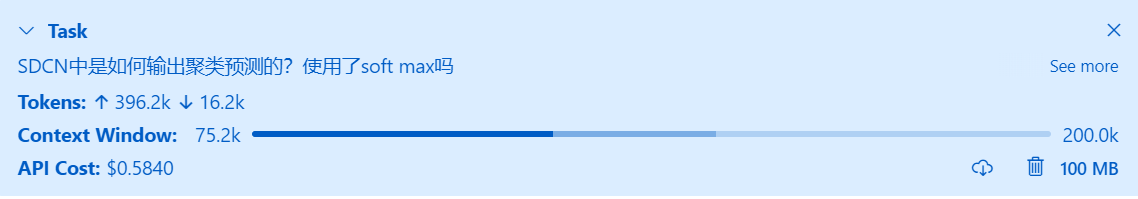 Task
SDCN中是如何输出聚类预测的？使用了soft max吗 See more
Tokens: ↑ 396.2k ↓ 16.2k
Context Window: 75.2k 200.0k
API Cost: $0.5840 100 MB